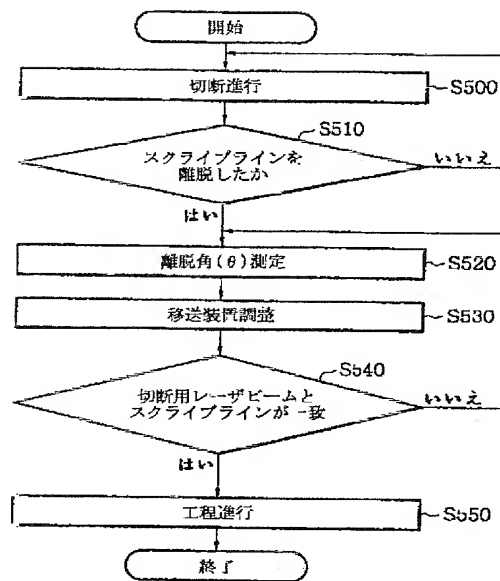 開始
切断進行
S500
S510
スクライブラインを
離脱したか
いいえ
はい
離脱角(θ)測定
S520
移送装置調整
S530
S540
切断用レーザビームと
スクライブラインが一致
いいえ
はい
工程進行
S550
終了